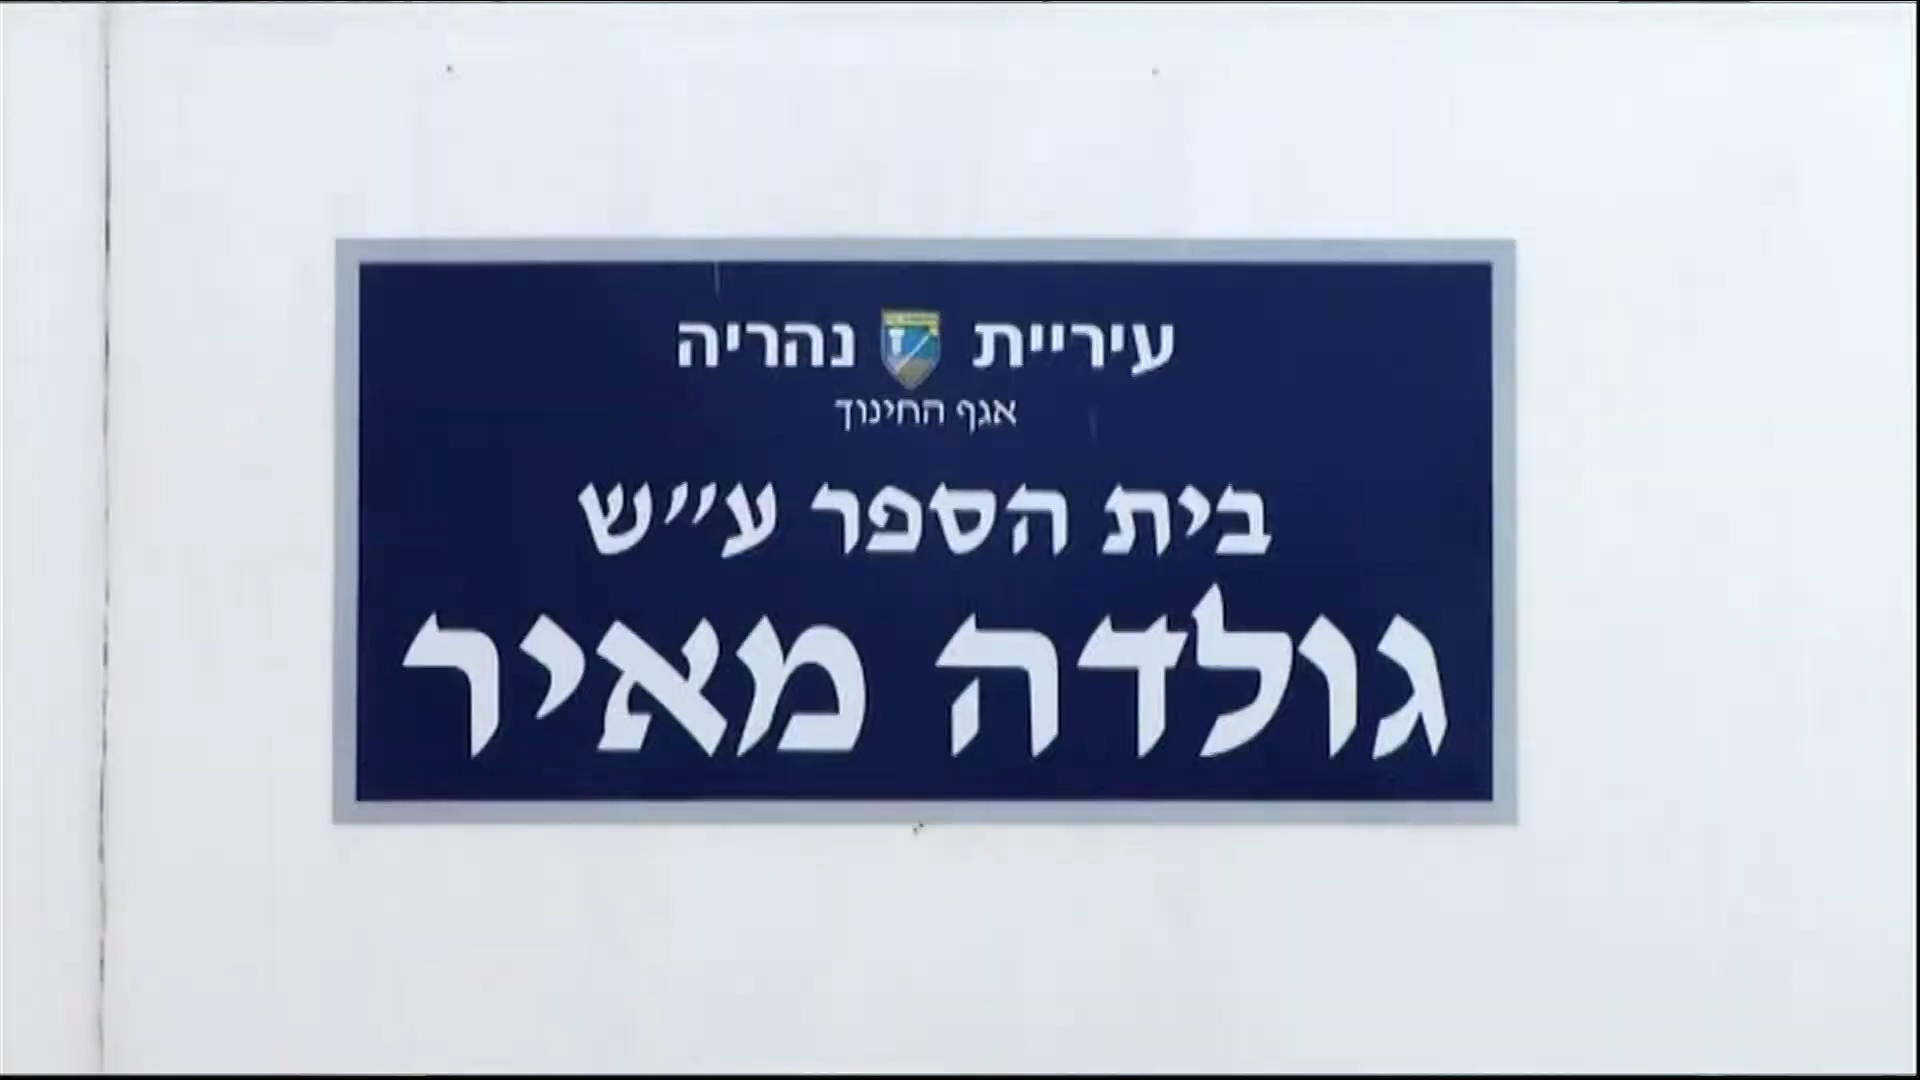 עיריית נהריה
אגף החינוך
בית הספר ע״ש
גולדה מאיר